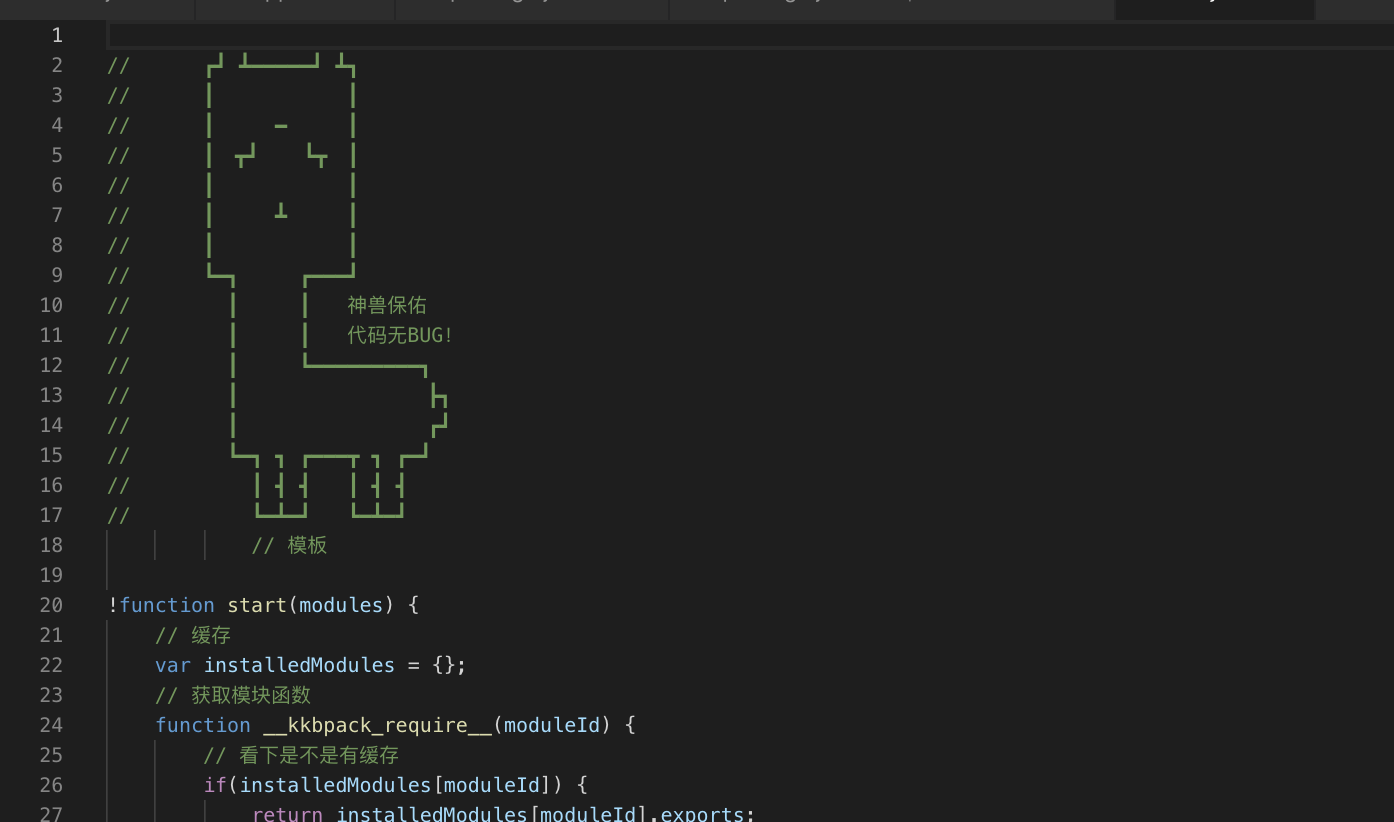 1
2 //
3 //
4 //
5 //
6 //
7 //
8 //
9 //
10 // 神兽保佑
11 // 代码无BUG!
12 //
13 //
14 //
15 //
16 //
17 //
18 // 模板
19
20 !function start(modules) {
21 // 缓存
22 var installedModules = {};
23 // 获取模块函数
24 function __kkbpack_require__(moduleId) {
25 // 看下是不是有缓存
26 if(installedModules[moduleId]) {
27 return installedModules[moduleId].exports;